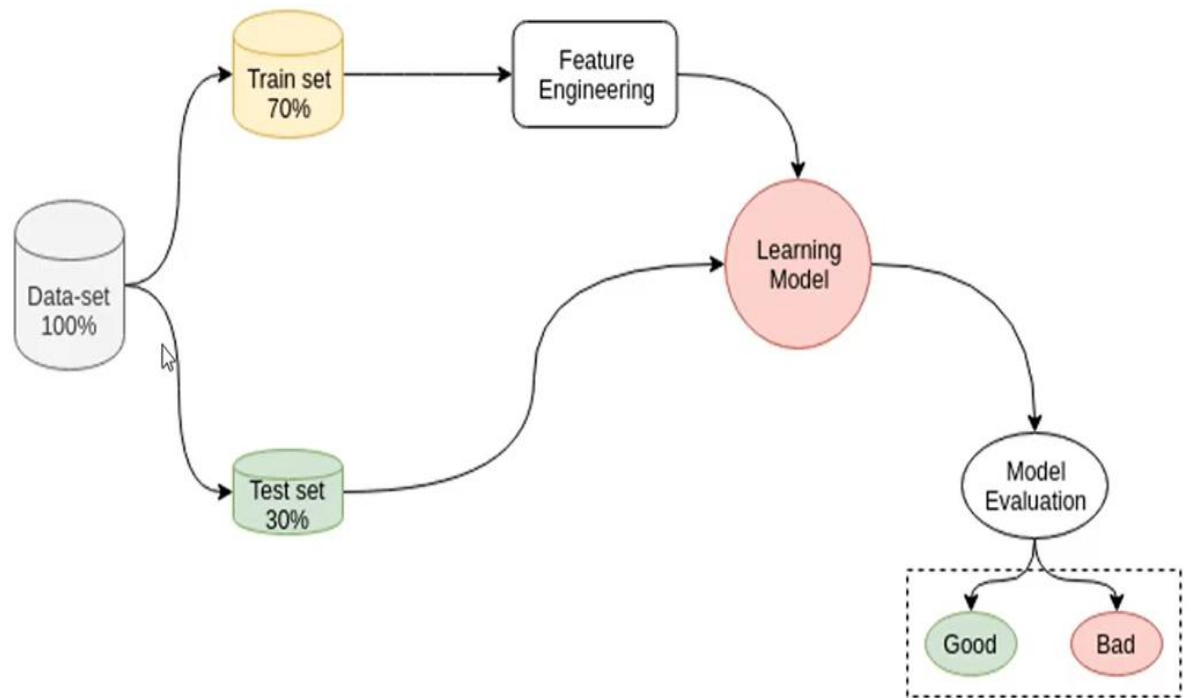 Train set
70%
Feature
Engineering
Learning
Model
Data-set
100%
Test set
30%
Model
Evaluation
Good
Bad